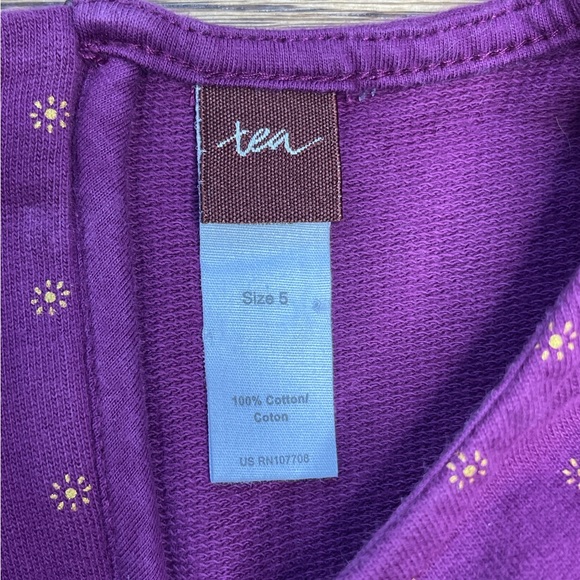 tea
Size 5
100% Cotton/
Coton
US RN107708